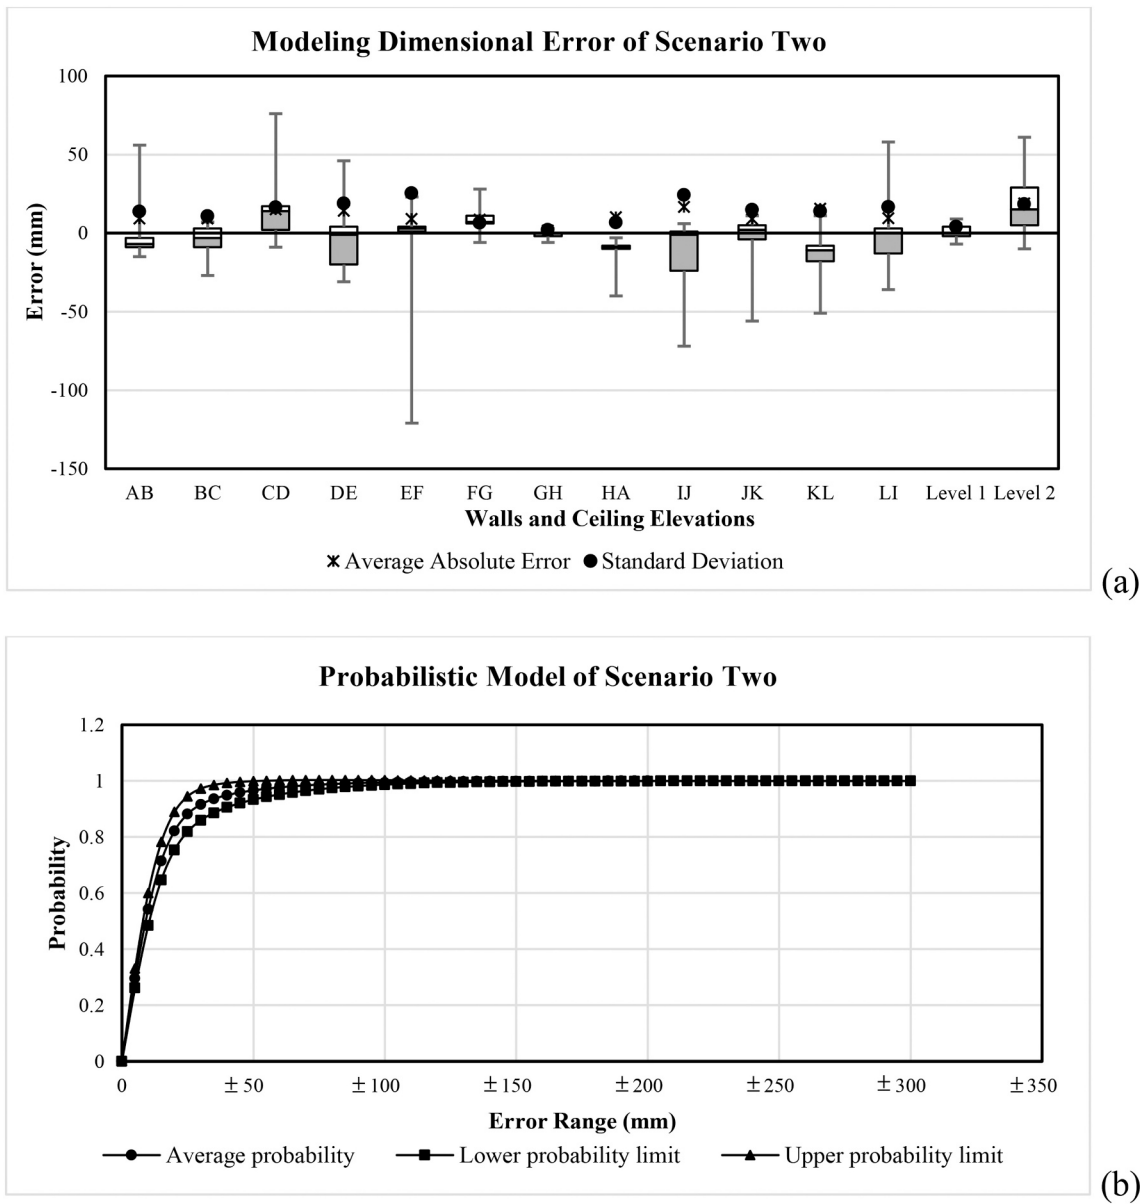 Modeling Dimensional Error of Scenario Two
100
50
0
-50
-100
-150
Error (mm)
AB BC CD DE EF FG GH HA IJ JK KL LI Level 1 Level 2
Walls and Ceiling Elevations
Average Absolute Error Standard Deviation
(a)
Probabilistic Model of Scenario Two
1.2
1
0.8
0.6
0.4
0.2
0
Probability
0 ±50 ±100 ±150 ±200 ±250 ±300 ±350
Error Range (mm)
Average probability Lower probability limit Upper probability limit
(b)